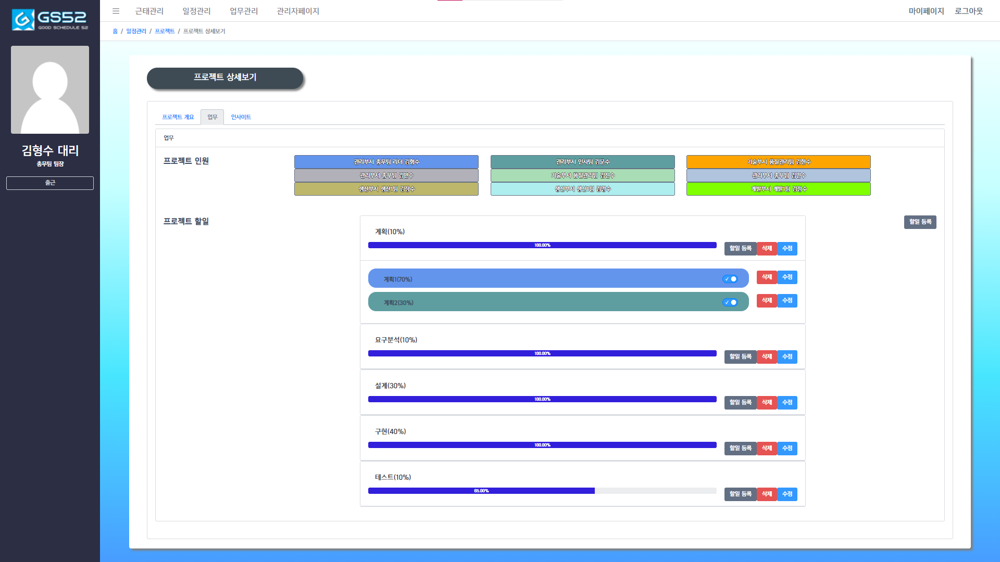 GS52
GOOD SCHEDULE 52
근태관리 일정관리 업무관리 관리자페이지 마이페이지 로그아웃
홈 / 일정관리 / 프로젝트 / 프로젝트 상세보기
김형수 대리
총무팀 팀장
출근
프로젝트 상세보기
프로젝트 개요 업무 인사이트
업무
프로젝트 인원
관리부서 총무팀 리더 김형수 관리부서 인사팀 김문수 기술부서 품질관리팀 김한수
관리부서 총무팀 김만수 기술부서 품질관리팀 김진수 관리부서 총무팀 김민수
생산부서 생산1팀 김장수 생산부서 생산1팀 김명수 개발부서 개발1팀 김정수
프로젝트 할일 할일 등록
계획(10%)
100.00% 할일 등록 삭제 수정
계획1(70%) 삭제 수정
계획2(30%) 삭제 수정
요구분석(10%)
100.00% 할일 등록 삭제 수정
설계(30%)
100.00% 할일 등록 삭제 수정
구현(40%)
100.00% 할일 등록 삭제 수정
테스트(10%)
65.00% 할일 등록 삭제 수정